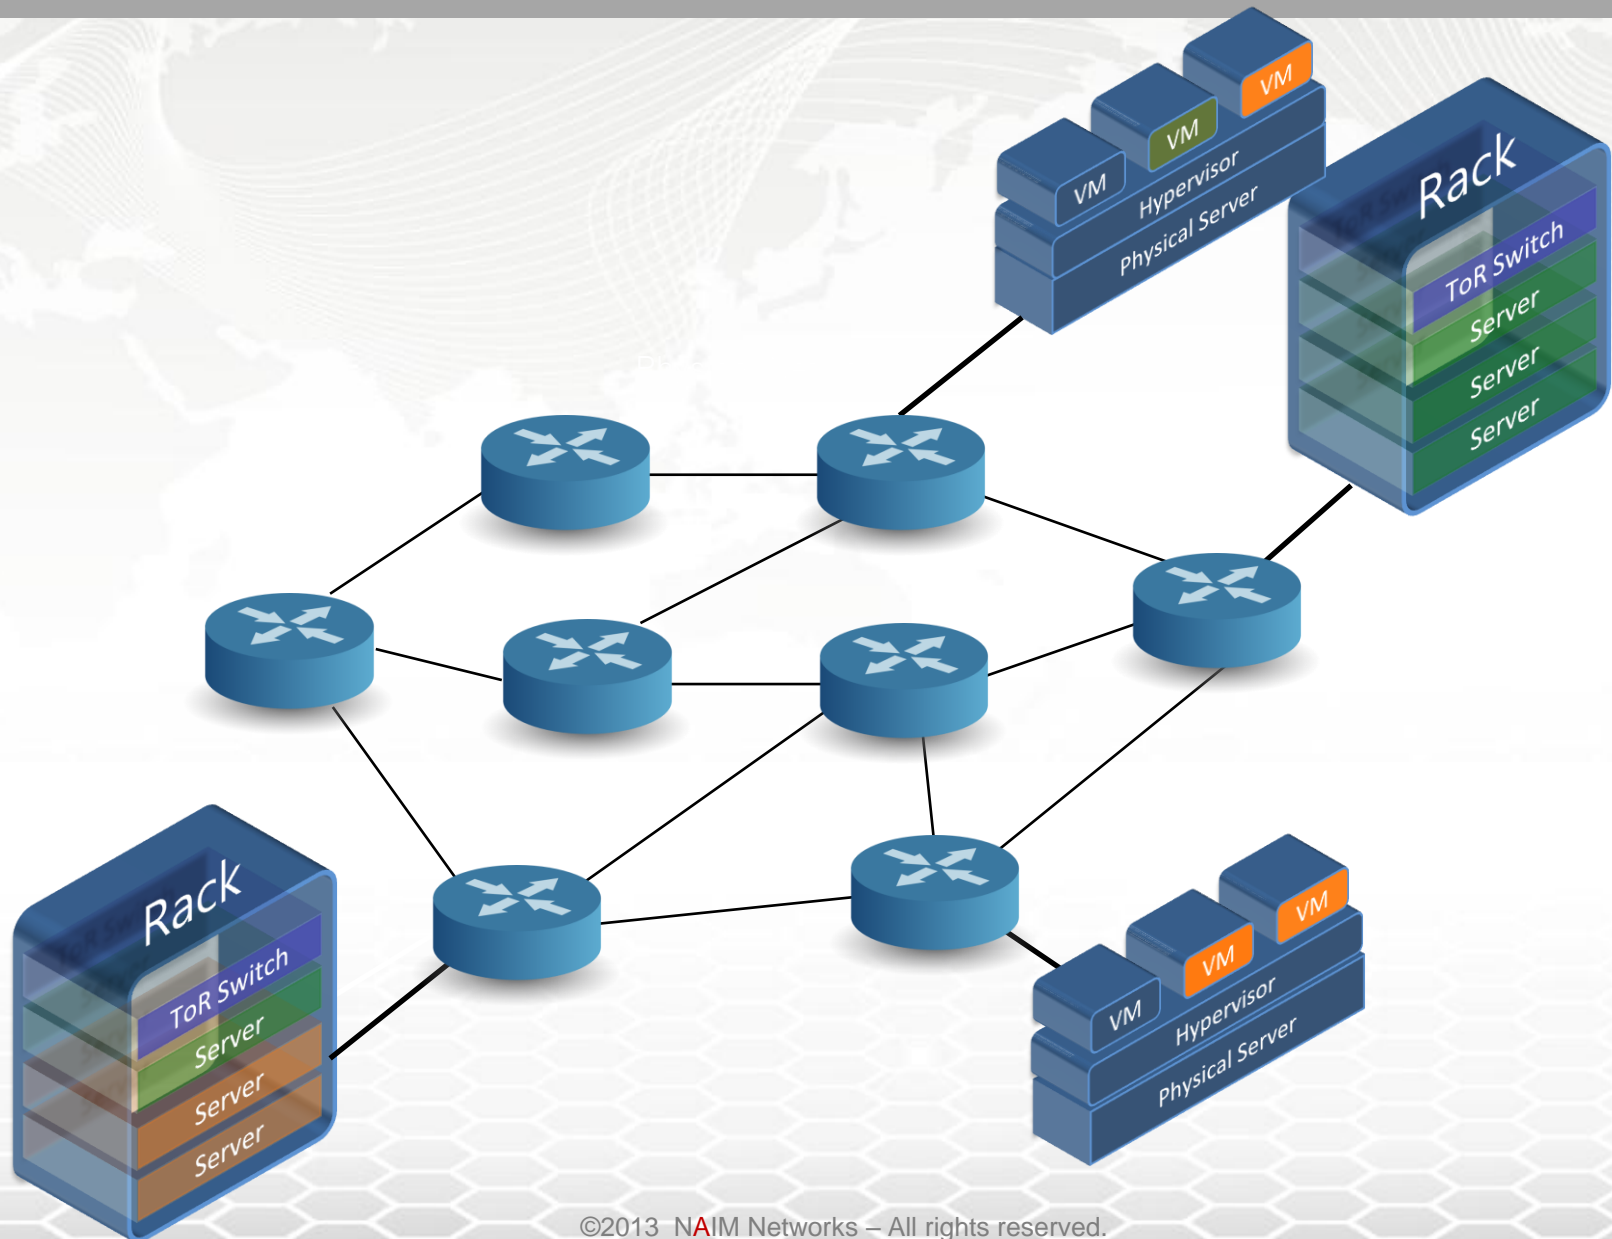 VM
VM
VM
Hypervisor
Physical Server
Rack
ToR Switch
Server
Server
Server
Rack
ToR Switch
Server
Server
Server
VM
VM
VM
Hypervisor
Physical Server
©2013 NAIM Networks – All rights reserved.